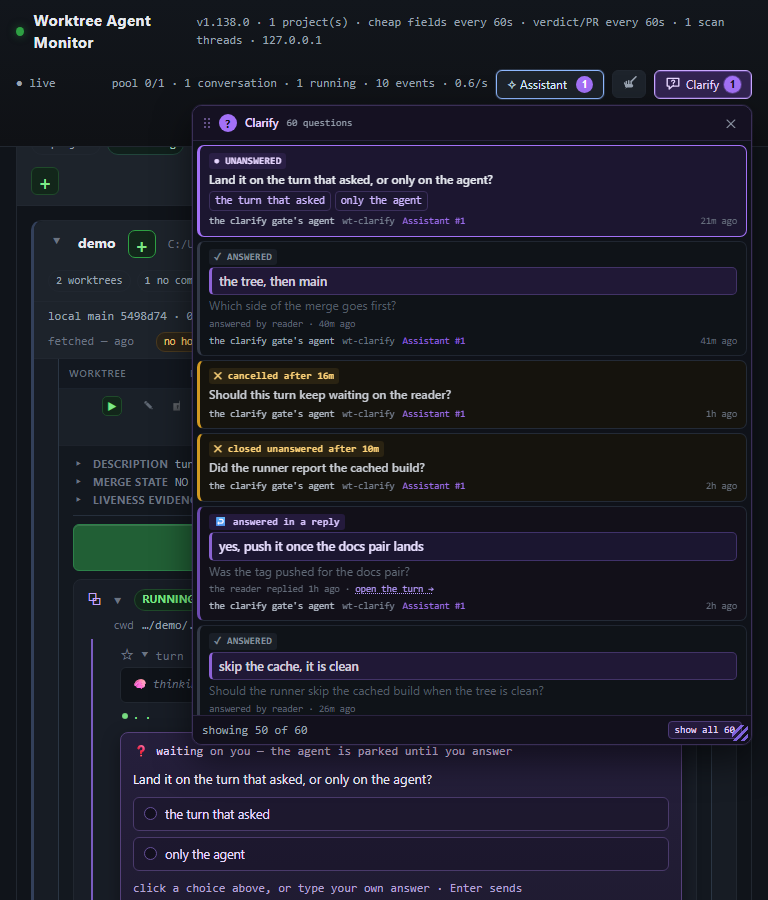 Worktree Agent Monitor
v1.138.0 · 1 project(s) · cheap fields every 60s · verdict/PR every 60s · 1 scan threads · 127.0.0.1
● live
pool 0/1 · 1 conversation · 1 running · 10 events · 0.6/s
✧ Assistant 1
Clarify 1
? Clarify 60 questions ×
● UNANSWERED
Land it on the turn that asked, or only on the agent?
the turn that asked only the agent
the clarify gate's agent wt-clarify Assistant #1 21m ago
✓ ANSWERED
the tree, then main
Which side of the merge goes first?
answered by reader · 40m ago
the clarify gate's agent wt-clarify Assistant #1 41m ago
✕ cancelled after 16m
Should this turn keep waiting on the reader?
the clarify gate's agent wt-clarify Assistant #1 1h ago
✕ closed unanswered after 10m
Did the runner report the cached build?
the clarify gate's agent wt-clarify Assistant #1 2h ago
answered in a reply
yes, push it once the docs pair lands
Was the tag pushed for the docs pair?
the reader replied 1h ago · open the turn →
the clarify gate's agent wt-clarify Assistant #1 2h ago
✓ ANSWERED
skip the cache, it is clean
Should the runner skip the cached build when the tree is clean?
answered by reader · 26m ago
showing 50 of 60 show all 60
+
demo + C:/
2 worktrees 1 no com
local main 5498d74 · 0
fetched — ago no ho
WORKTREE
DESCRIPTION tur
MERGE STATE NO
LIVENESS EVIDENC
RUNNING
cwd …/demo/.
☆ turn
thinki
● . .
? waiting on you — the agent is parked until you answer
Land it on the turn that asked, or only on the agent?
the turn that asked
only the agent
click a choice above, or type your own answer · Enter sends